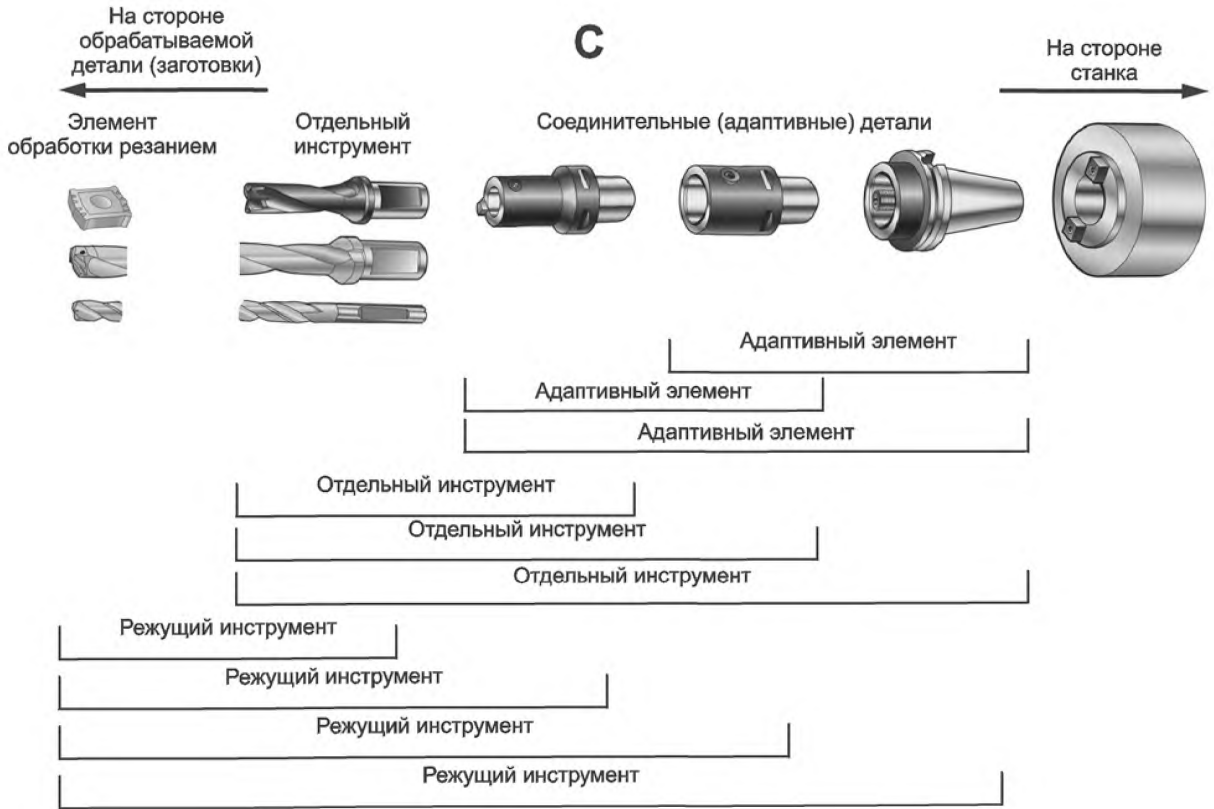 На стороне
обрабатываемой
детали (заготовки)
С
На стороне
станка
Элемент
обработки резанием
Отдельный
инструмент
Соединительные (адаптивные) детали
Адаптивный элемент
Адаптивный элемент
Адаптивный элемент
Отдельный инструмент
Отдельный инструмент
Отдельный инструмент
Режущий инструмент
Режущий инструмент
Режущий инструмент
Режущий инструмент